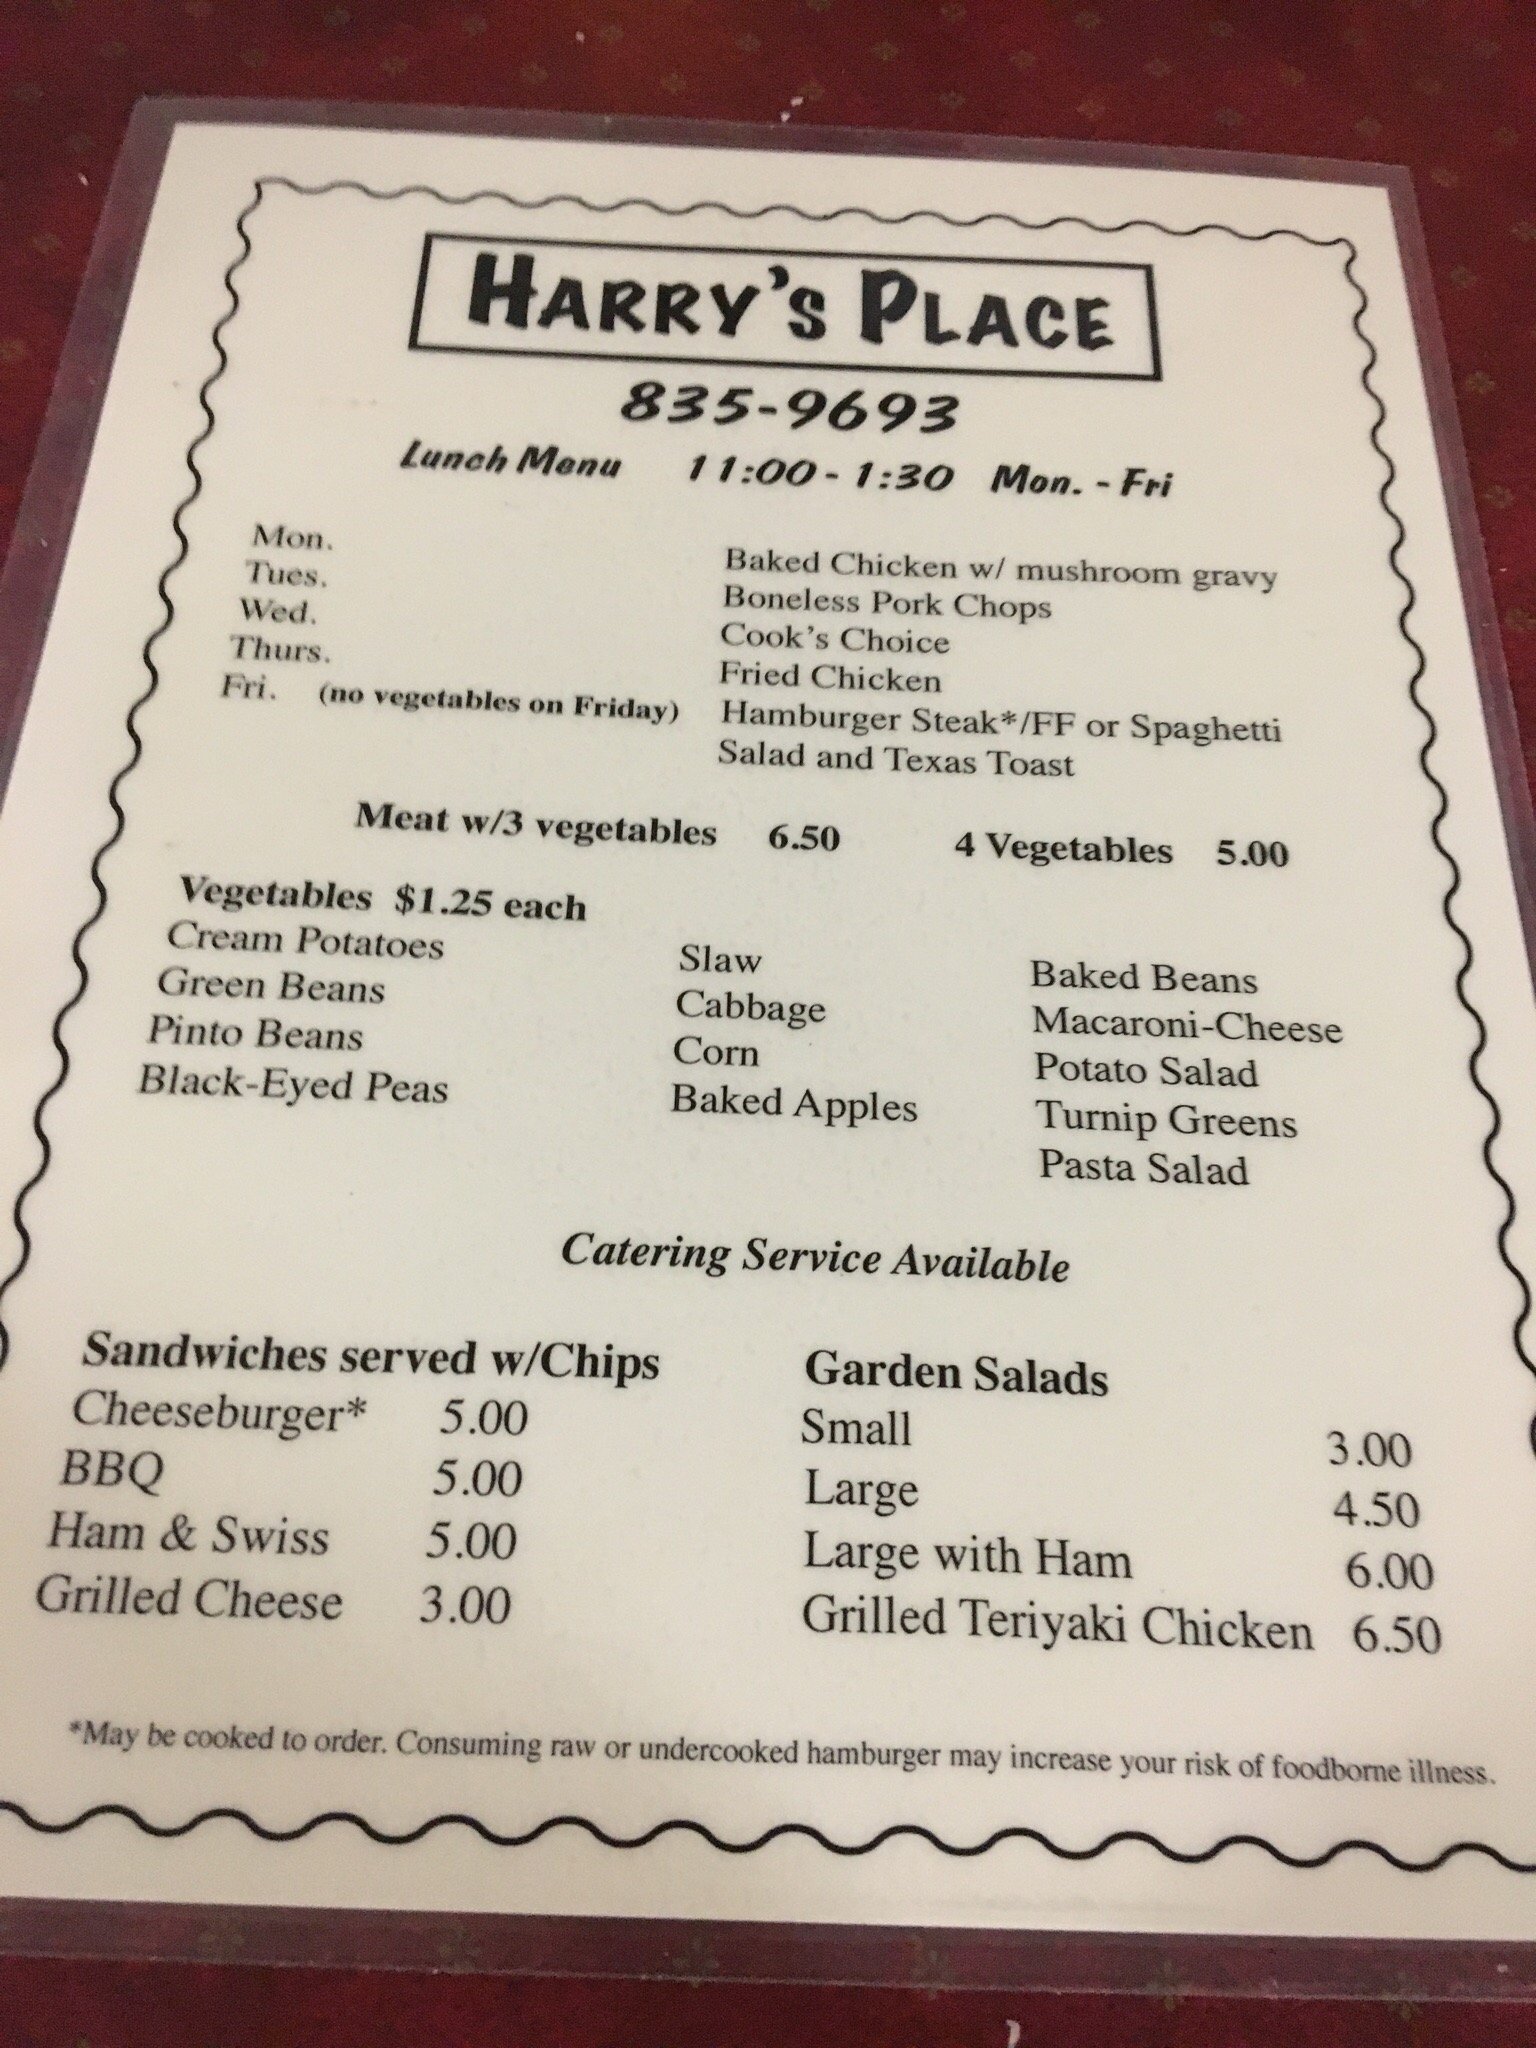 HARRY'S PLACE
835-9693
Lunch Menu 11:00 - 1:30 Mon. - Fri
Mon. Baked Chicken w/ mushroom gravy
Tues. Boneless Pork Chops
Wed. Cook's Choice
Thurs. Fried Chicken
Fri. (no vegetables on Friday) Hamburger Steak*/FF or Spaghetti
Salad and Texas Toast
Meat w/3 vegetables 6.50 4 Vegetables 5.00
Vegetables $1.25 each
Cream Potatoes Slaw Baked Beans
Green Beans Cabbage Macaroni-Cheese
Pinto Beans Corn Potato Salad
Black-Eyed Peas Baked Apples Turnip Greens
Pasta Salad
Catering Service Available
Sandwiches served w/Chips
Cheeseburger* 5.00
BBQ 5.00
Ham & Swiss 5.00
Grilled Cheese 3.00
Garden Salads
Small 3.00
Large 4.50
Large with Ham 6.00
Grilled Teriyaki Chicken 6.50
*May be cooked to order. Consuming raw or undercooked hamburger may increase your risk of foodborne illness.